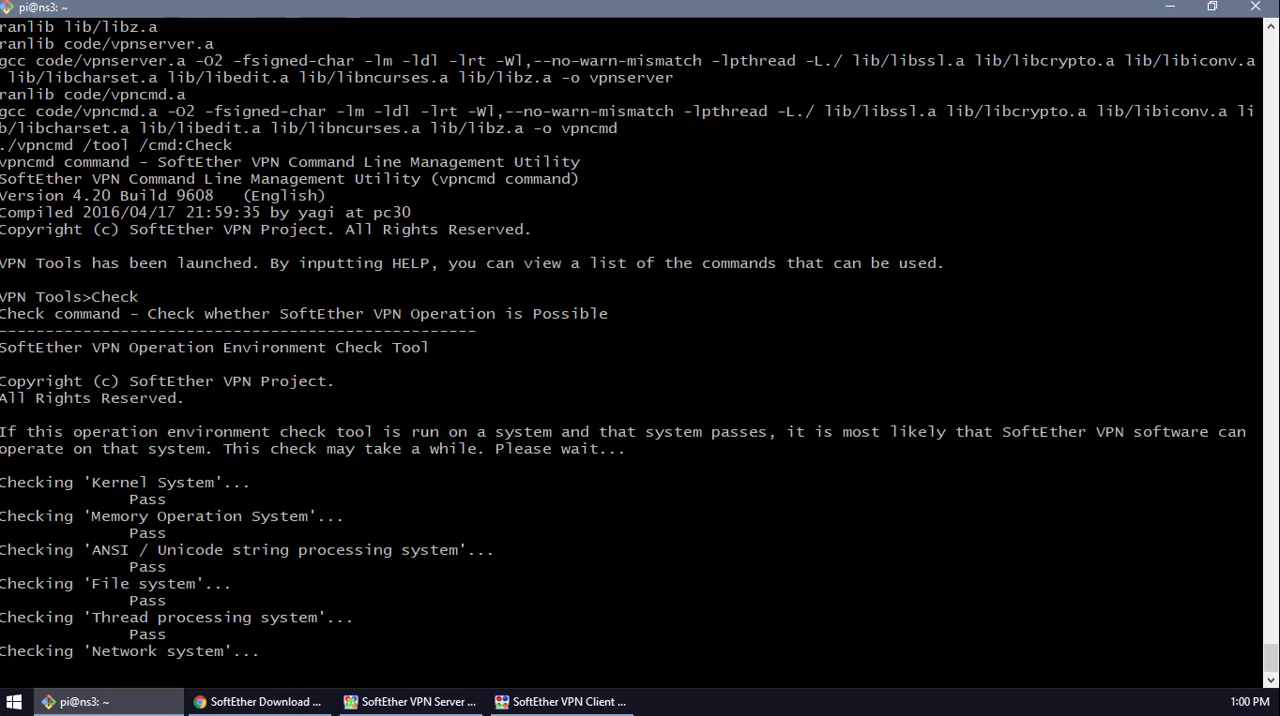 pi@ns3: ~
ranlib lib/libz.a
ranlib code/vpnserver.a
gcc code/vpnserver.a -O2 -fsigned-char -lm -ldl -lrt -Wl,--no-warn-mismatch -lpthread -L./ lib/libssl.a lib/libcrypto.a lib/libiconv.a
lib/libcharset.a lib/libedit.a lib/libncurses.a lib/libz.a -o vpnserver
ranlib code/vpncmd.a
gcc code/vpncmd.a -O2 -fsigned-char -lm -ldl -lrt -Wl,--no-warn-mismatch -lpthread -L./ lib/libssl.a lib/libcrypto.a lib/libiconv.a li
b/libcharset.a lib/libedit.a lib/libncurses.a lib/libz.a -o vpncmd
./vpncmd /tool /cmd:Check
vpncmd command - SoftEther VPN Command Line Management Utility
SoftEther VPN Command Line Management Utility (vpncmd command)
Version 4.20 Build 9608   (English)
Compiled 2016/04/17 21:59:35 by yagi at pc30
Copyright (c) SoftEther VPN Project. All Rights Reserved.
VPN Tools has been launched. By inputting HELP, you can view a list of the commands that can be used.
VPN Tools>Check
Check command - Check whether SoftEther VPN Operation is Possible
---------------------------------------------------
SoftEther VPN Operation Environment Check Tool
Copyright (c) SoftEther VPN Project.
All Rights Reserved.
If this operation environment check tool is run on a system and that system passes, it is most likely that SoftEther VPN software can
operate on that system. This check may take a while. Please wait...
Checking 'Kernel System'...
Pass
Checking 'Memory Operation System'...
Pass
Checking 'ANSI / Unicode string processing system'...
Pass
Checking 'File system'...
Pass
Checking 'Thread processing system'...
Pass
Checking 'Network system'...
pi@ns3: ~
SoftEther Download ...
SoftEther VPN Server ...
SoftEther VPN Client ...
1:00 PM